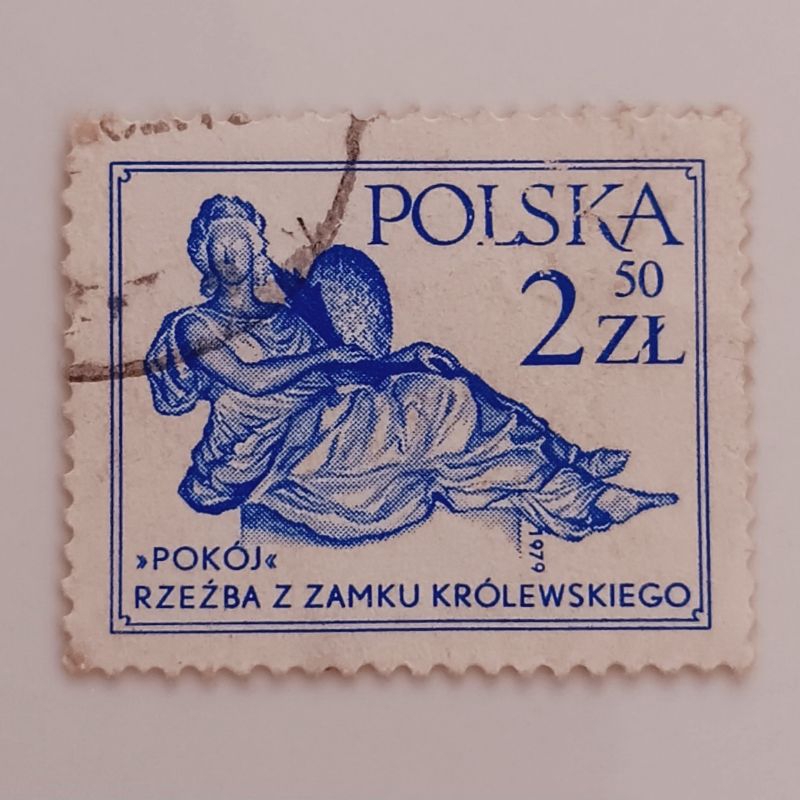 POLSKA
2 50 ZŁ
»POKÓJ«
1979
RZEŹBA Z ZAMKU KRÓLEWSKIEGO